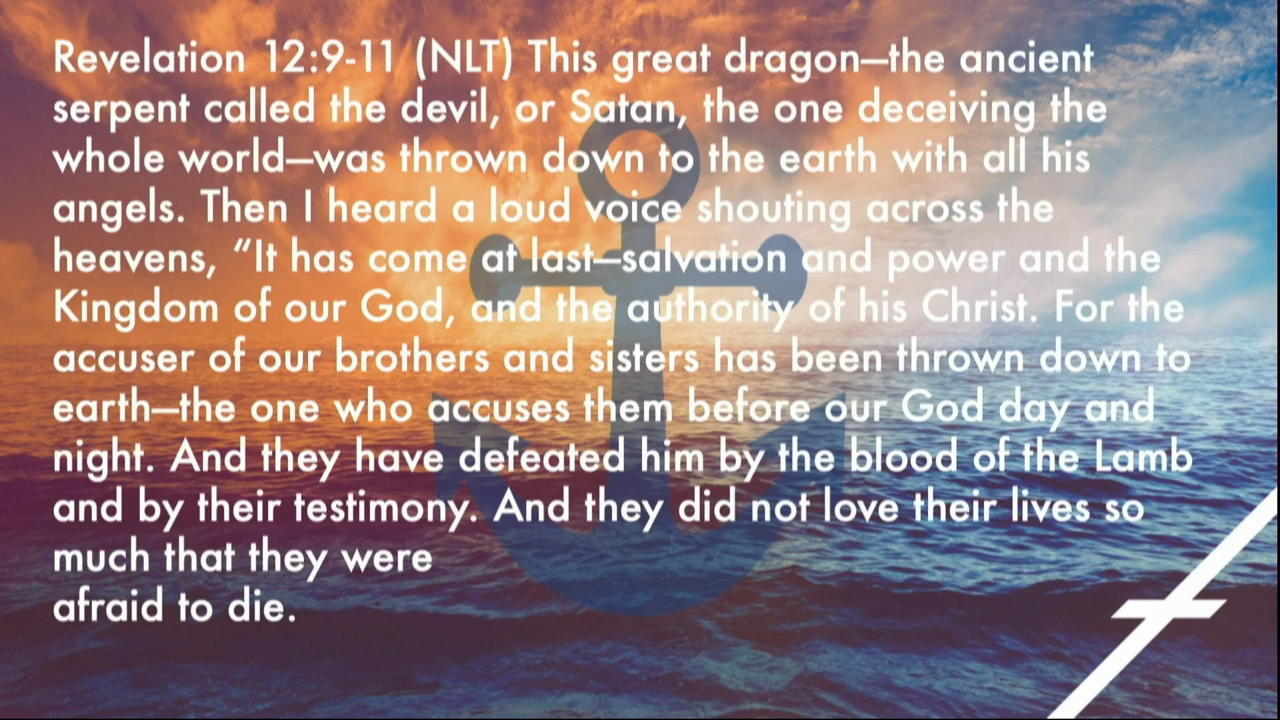 Revelation 12:9-11 (NLT) This great dragon—the ancient
serpent called the devil, or Satan, the one deceiving the
whole world—was thrown down to the earth with all his
angels. Then I heard a loud voice shouting across the
heavens, “It has come at last—salvation and power and the
Kingdom of our God, and the authority of his Christ. For the
accuser of our brothers and sisters has been thrown down to
earth—the one who accuses them before our God day and
night. And they have defeated him by the blood of the Lamb
and by their testimony. And they did not love their lives so
much that they were
afraid to die.